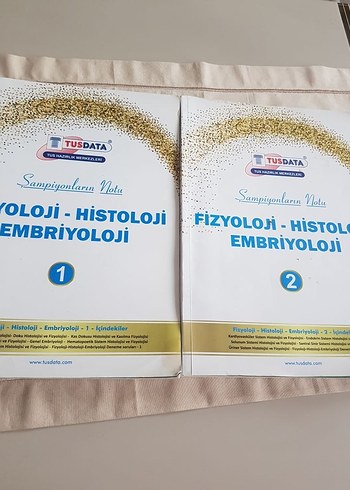 TUSDATA
TUS HAZIRLIK MERKEZLERİ
Şampiyonların Notu
YOLOJİ - HİSTOLOJİ
EMBRİYOLOJİ
1
ji - Histoloji - Embriyoloji - 1 - İçindekiler
www.tusdata.com
TUSDATA
TUS HAZIRLIK MERKEZLERİ
Şampiyonların Notu
FİZYOLOJİ - HİSTOLO
EMBRİYOLOJİ
2
Fizyoloji - Histoloji - Embriyoloji - 2 - İçindek
www.tusdata.com